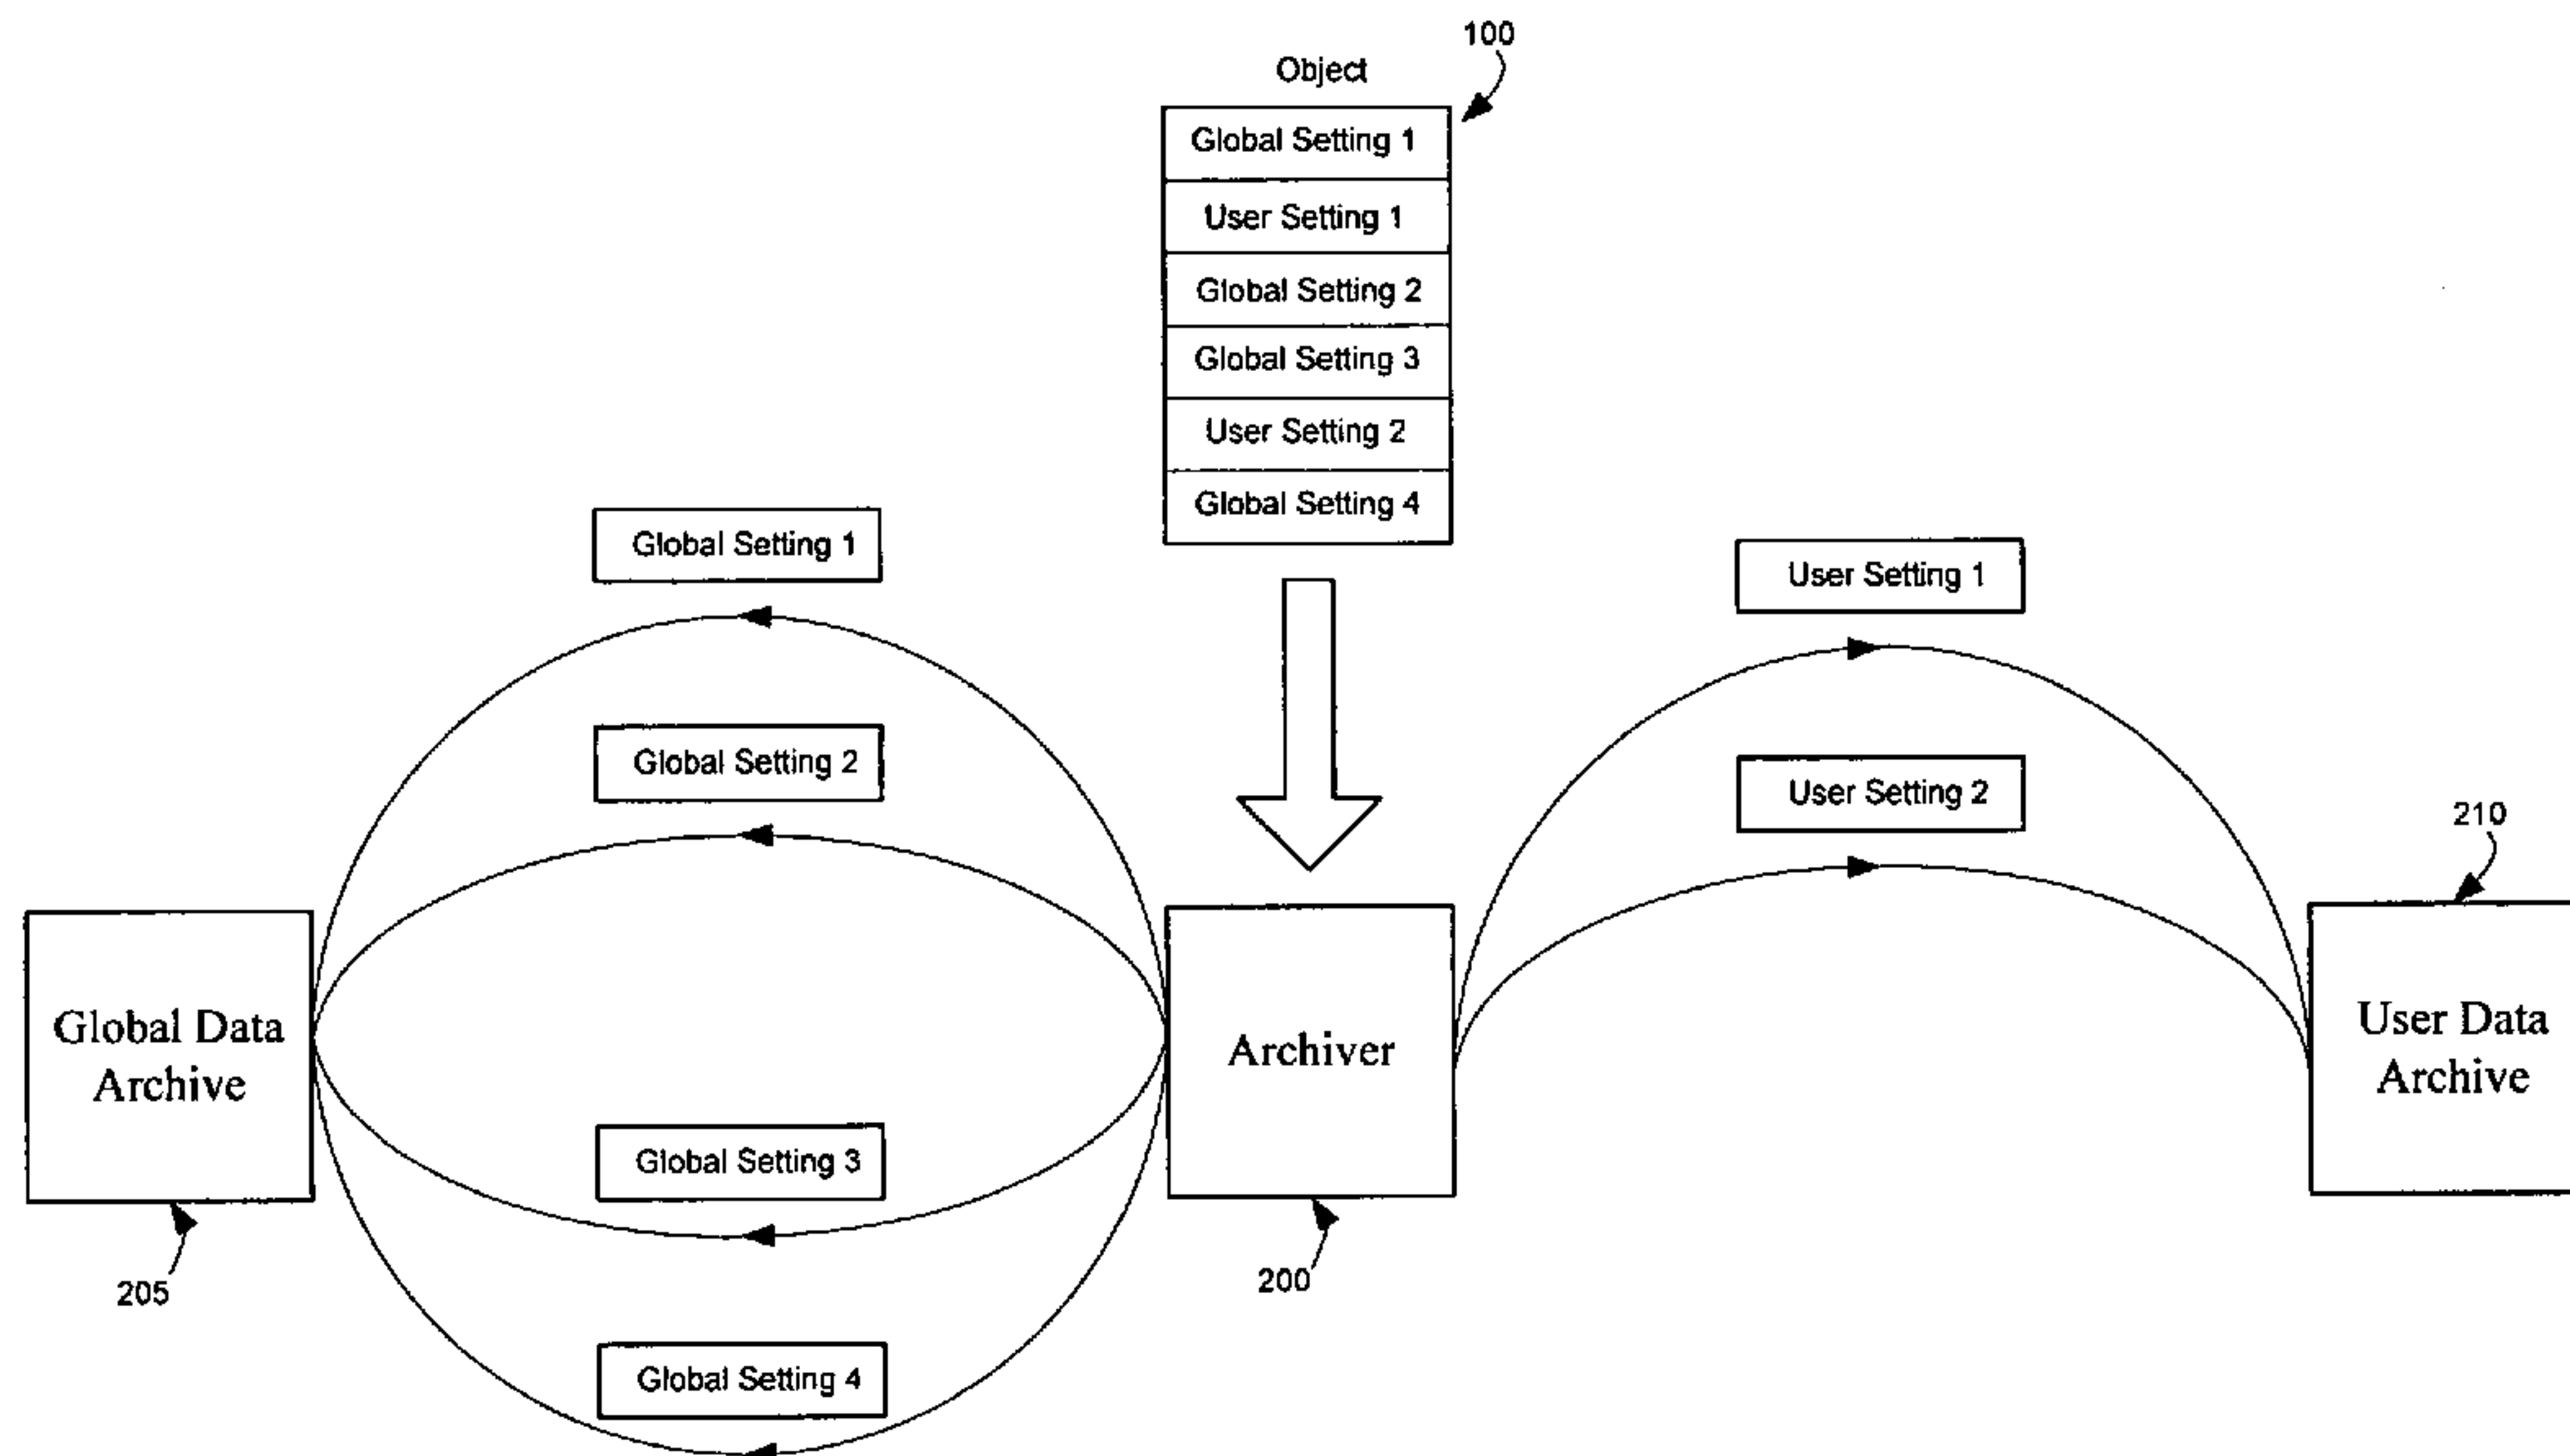 100
Object
Global Setting 1
User Setting 1
Global Setting 2
Global Setting 3
User Setting 2
Global Setting 4
Global Setting 1
User Setting 1
Global Setting 2
User Setting 2
210
Global Data
Archive
Archiver
User Data
Archive
Global Setting 3
205
200
Global Setting 4